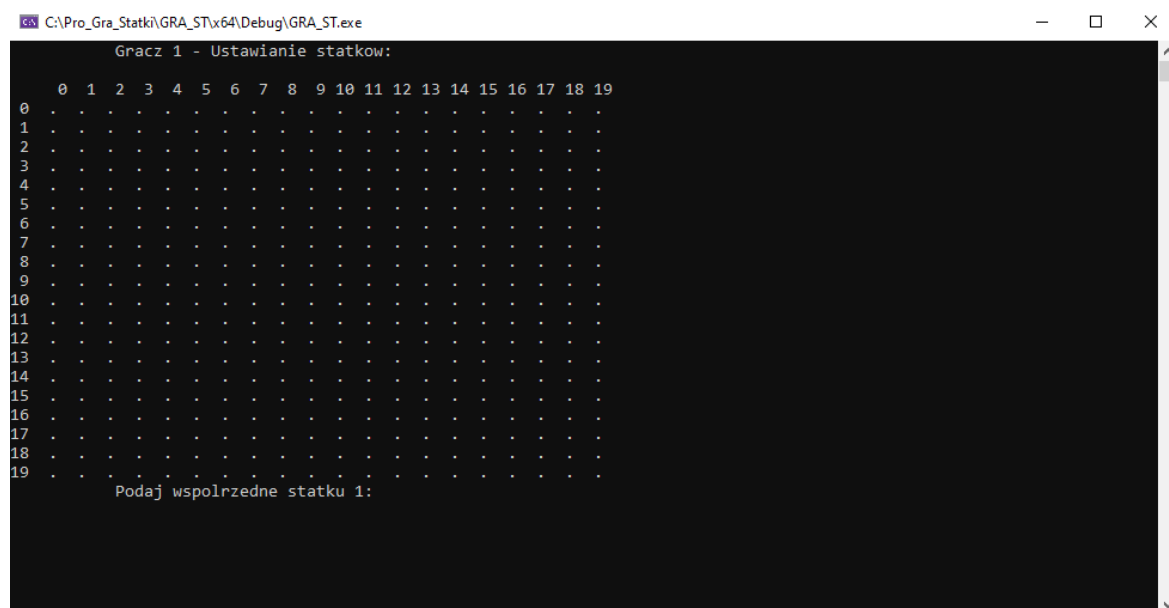 C:\Pro_Gra_Statki\GRA_ST\x64\Debug\GRA_ST.exe
Gracz 1 - Ustawianie statkow:
0 1 2 3 4 5 6 7 8 9 10 11 12 13 14 15 16 17 18 19
0 . . . . . . . . . . . . . . . . . . . .
1 . . . . . . . . . . . . . . . . . . . .
2 . . . . . . . . . . . . . . . . . . . .
3 . . . . . . . . . . . . . . . . . . . .
4 . . . . . . . . . . . . . . . . . . . .
5 . . . . . . . . . . . . . . . . . . . .
6 . . . . . . . . . . . . . . . . . . . .
7 . . . . . . . . . . . . . . . . . . . .
8 . . . . . . . . . . . . . . . . . . . .
9 . . . . . . . . . . . . . . . . . . . .
10 . . . . . . . . . . . . . . . . . . . .
11 . . . . . . . . . . . . . . . . . . . .
12 . . . . . . . . . . . . . . . . . . . .
13 . . . . . . . . . . . . . . . . . . . .
14 . . . . . . . . . . . . . . . . . . . .
15 . . . . . . . . . . . . . . . . . . . .
16 . . . . . . . . . . . . . . . . . . . .
17 . . . . . . . . . . . . . . . . . . . .
18 . . . . . . . . . . . . . . . . . . . .
19 . . . . . . . . . . . . . . . . . . . .
Podaj wspolrzedne statku 1: